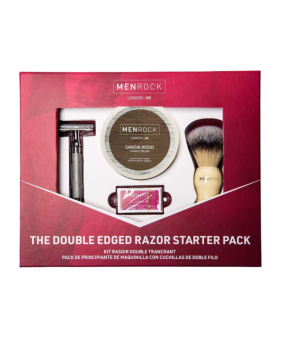 MENROCK
LONDON • UK
MENROCK
LONDON • UK
SANDALWOOD
SHAVE CREAM
THE DOUBLE EDGED RAZOR STARTER PACK
KIT RASOIR DOUBLE TRANCHANT
PACK DE PRINCIPIANTE DE MAQUINILLA CON CUCHILLAS DE DOBLE FILO